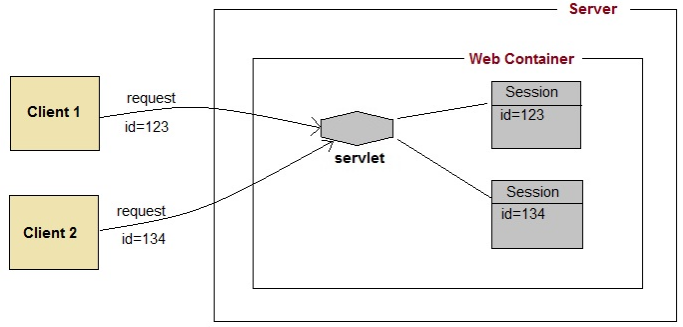 Server
Web Container
Client 1
request
id=123
servlet
Session
id=123
Client 2
request
id=134
Session
id=134